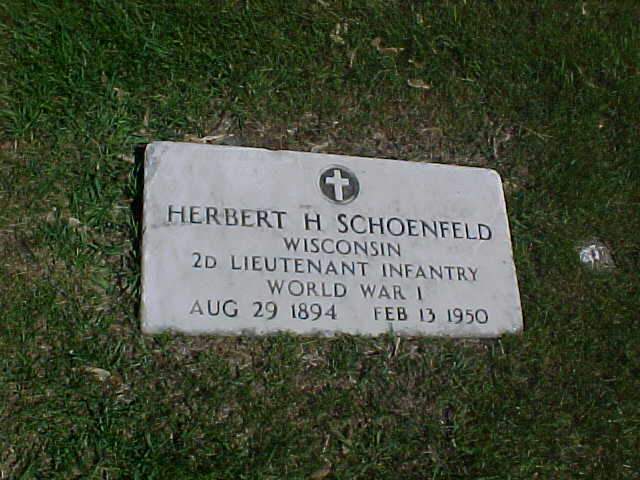 HERBERT H SCHOENFELD
WISCONSIN
2D LIEUTENANT INFANTRY
WORLD WAR I
AUG 29 1894 FEB 13 1950